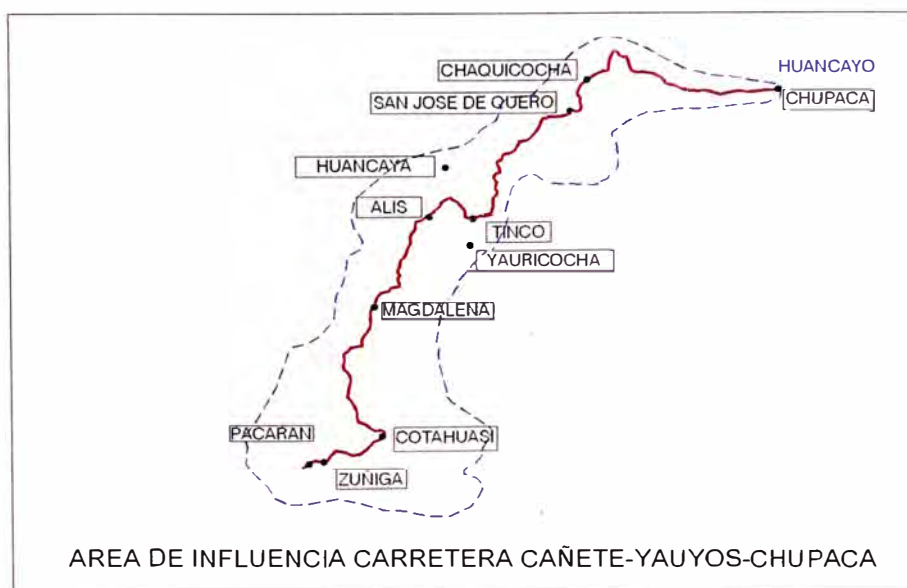 CHAQUICOCHA
HUANCAYO
SAN JOSE DE QUERO
CHUPACA
HUANCAYA
ALIS
TINCO
YAURICOCHA
MAGDALENA
PACARAN
COTAHUASI
ZUÑIGA
AREA DE INFLUENCIA CARRETERA CAÑETE-YAUYOS-CHUPACA